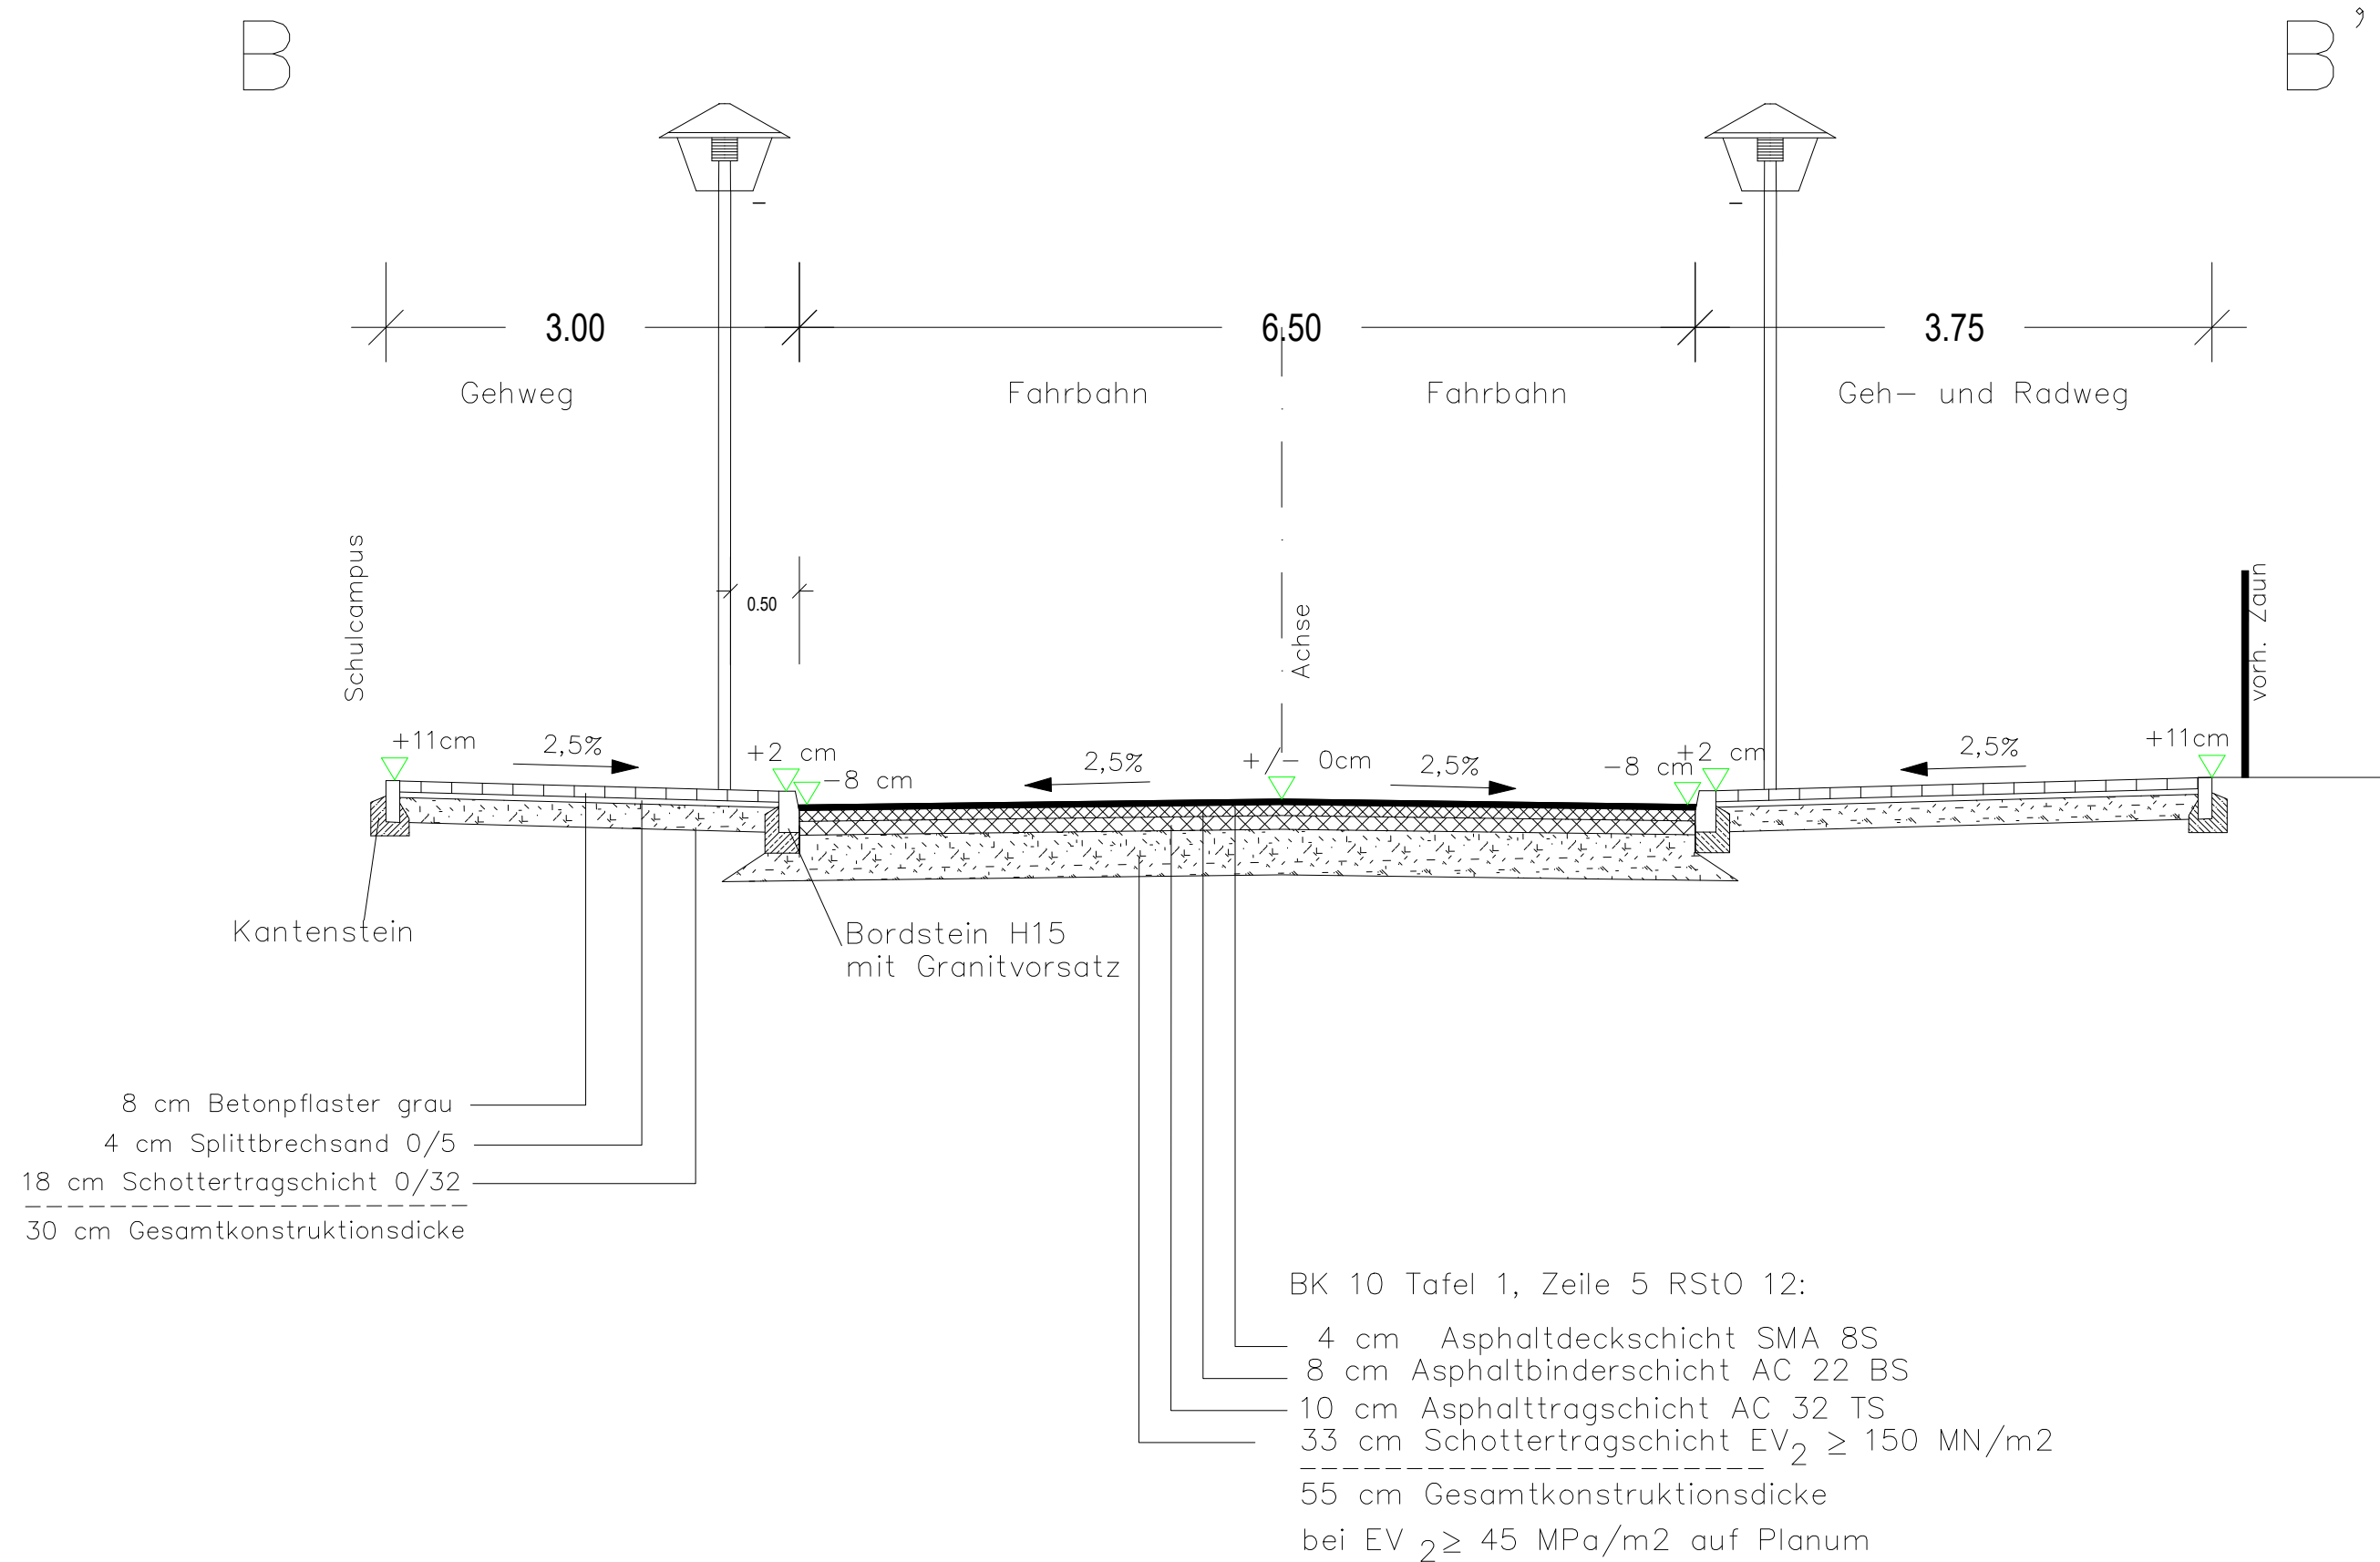 B
B’
3.00
6.50
3.75
Gehweg
Fahrbahn
Fahrbahn
Geh- und Radweg
Schulcampus
0.50
Achse
vorh. Zaun
+11cm
2,5%
+2 cm
-8 cm
2,5%
+/- 0cm
2,5%
-8 cm
+2 cm
2,5%
+11cm
Kantenstein
Bordstein H15
mit Granitvorsatz
8 cm Betonpflaster grau
4 cm Splittbrechsand 0/5
18 cm Schottertragschicht 0/32
30 cm Gesamtkonstruktionsdicke
BK 10 Tafel 1, Zeile 5 RStO 12:
4 cm Asphaltdeckschicht SMA 8S
8 cm Asphaltbinderschicht AC 22 BS
10 cm Asphalttragschicht AC 32 TS
33 cm Schottertragschicht EV2 ≥ 150 MN/m2
55 cm Gesamtkonstruktionsdicke
bei EV 2 ≥ 45 MPa/m2 auf Planum